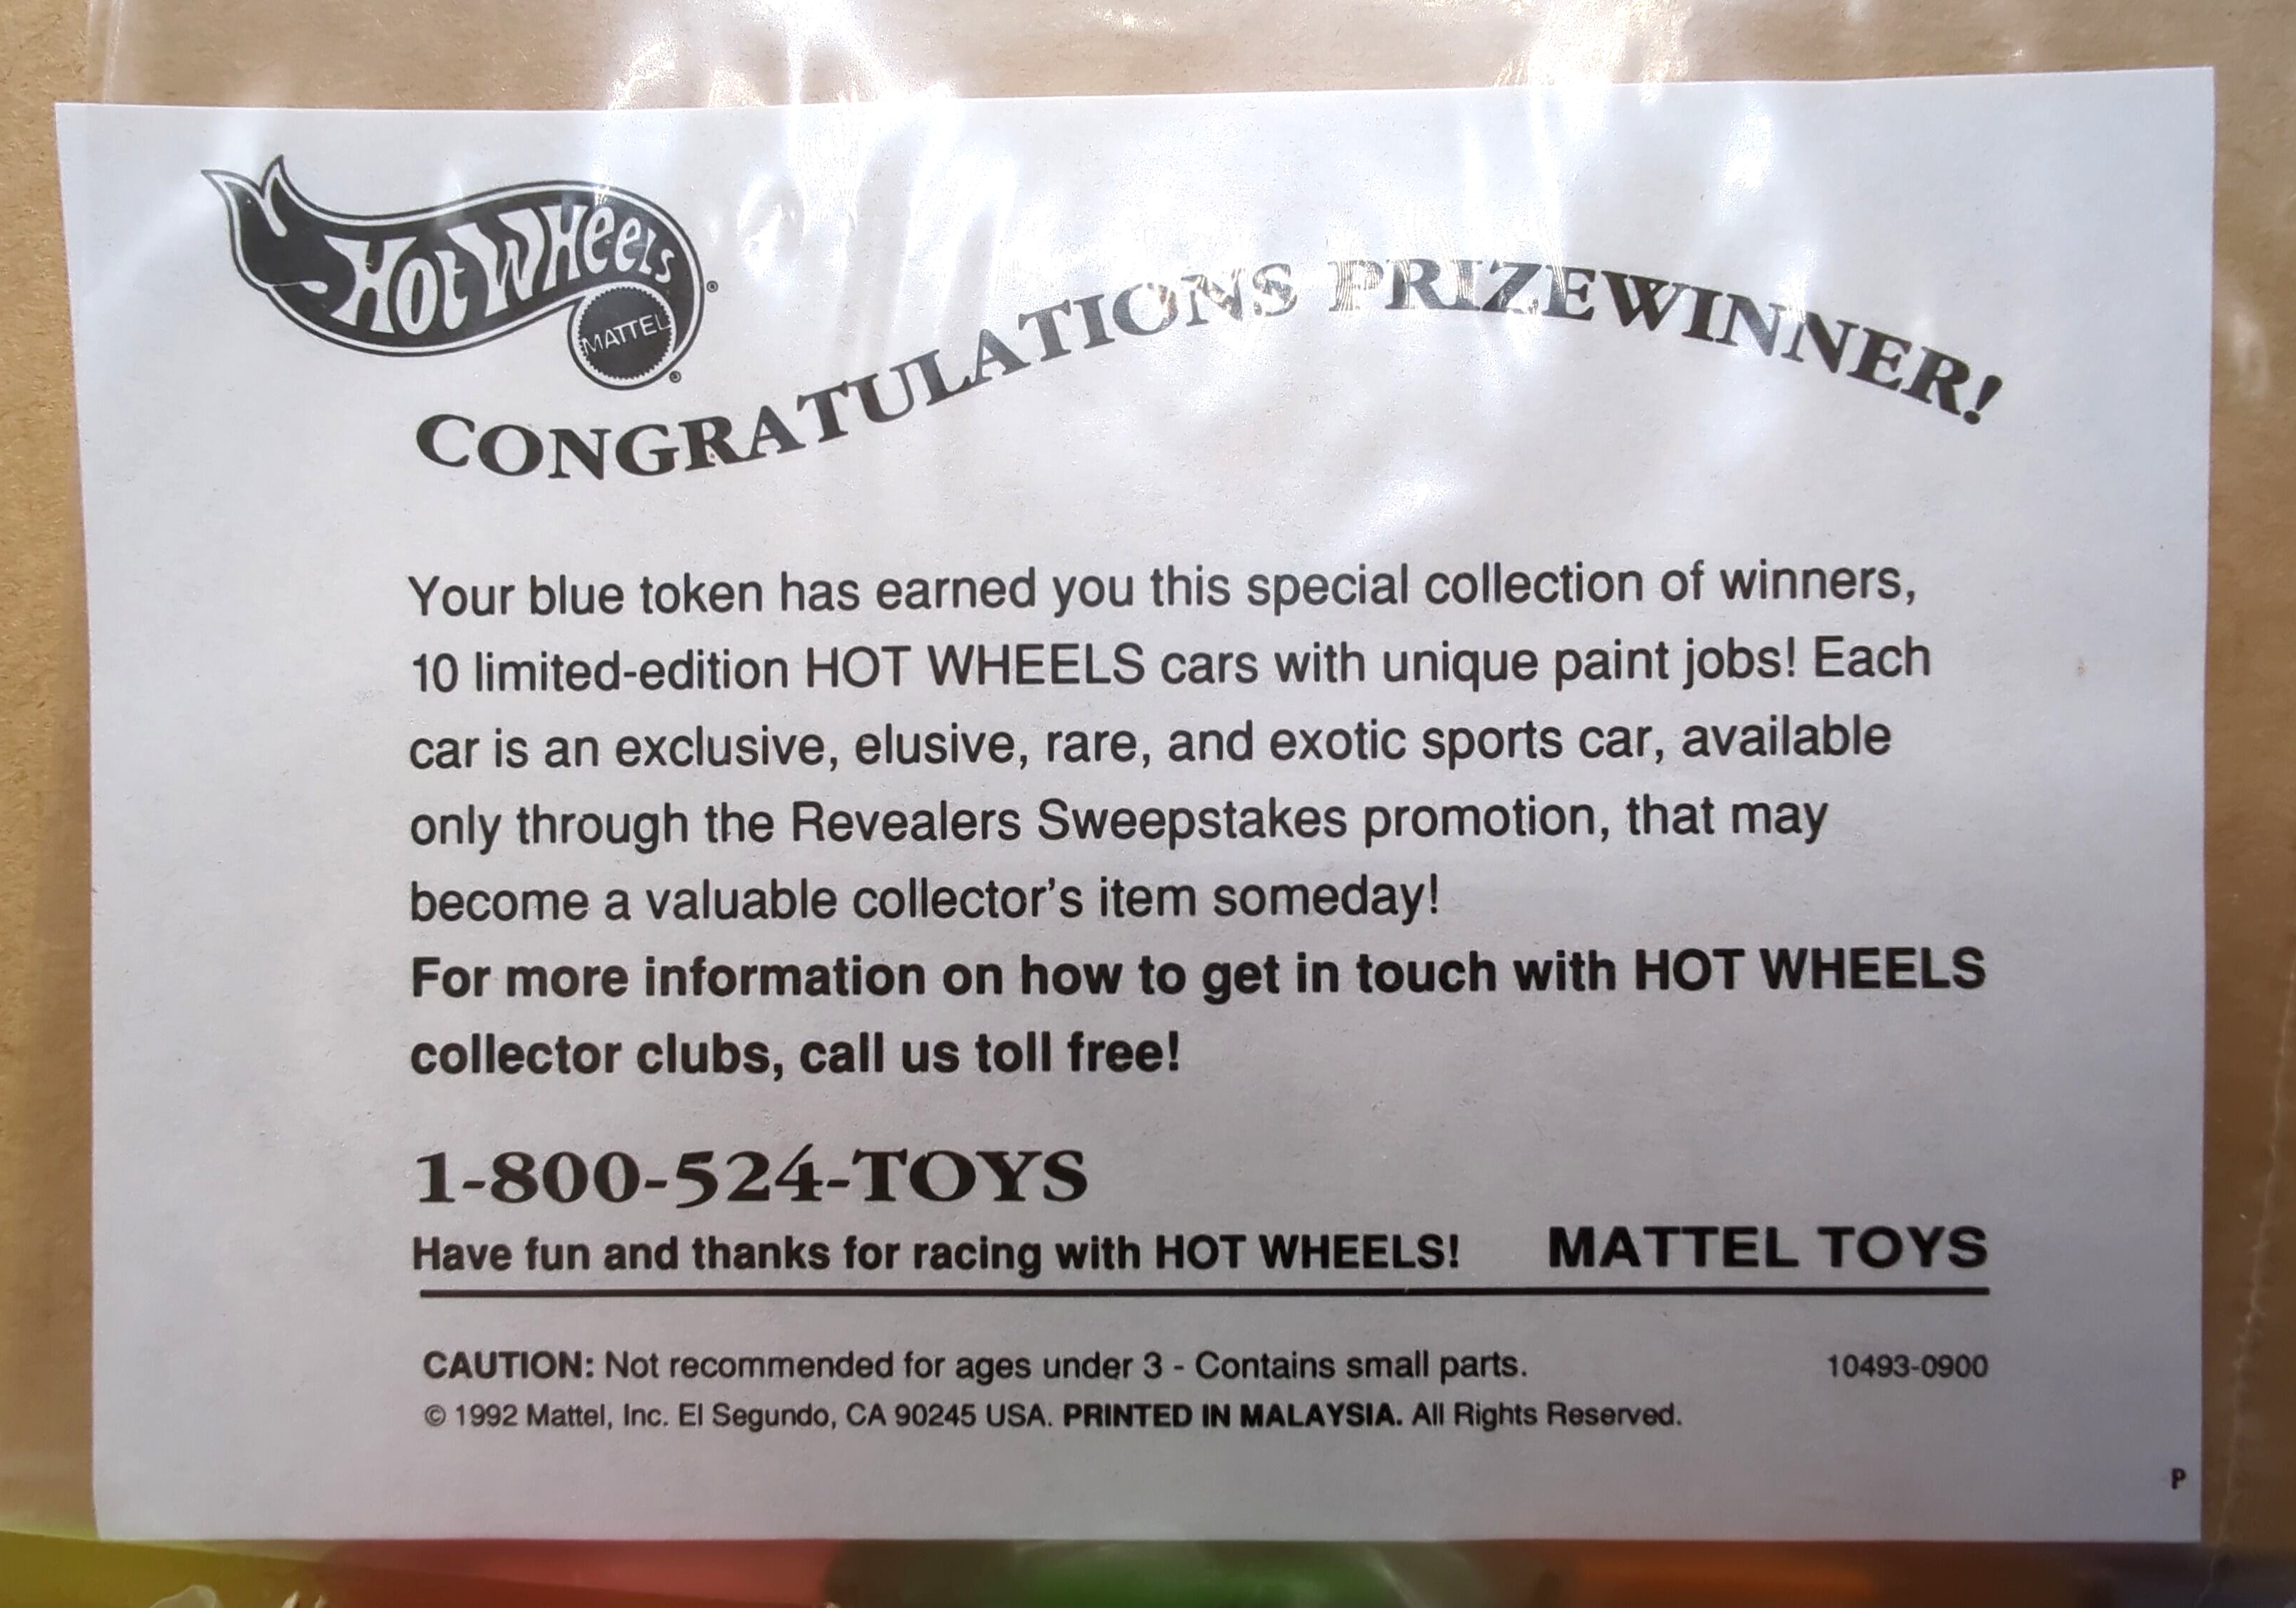 HOT WHEELS ®
MATTEL ®
CONGRATULATIONS PRIZEWINNER!
Your blue token has earned you this special collection of winners,
10 limited-edition HOT WHEELS cars with unique paint jobs! Each
car is an exclusive, elusive, rare, and exotic sports car, available
only through the Revealers Sweepstakes promotion, that may
become a valuable collector's item someday!
For more information on how to get in touch with HOT WHEELS
collector clubs, call us toll free!
1-800-524-TOYS
Have fun and thanks for racing with HOT WHEELS! MATTEL TOYS
CAUTION: Not recommended for ages under 3 - Contains small parts. 10493-0900
© 1992 Mattel, Inc. El Segundo, CA 90245 USA. PRINTED IN MALAYSIA. All Rights Reserved.
P